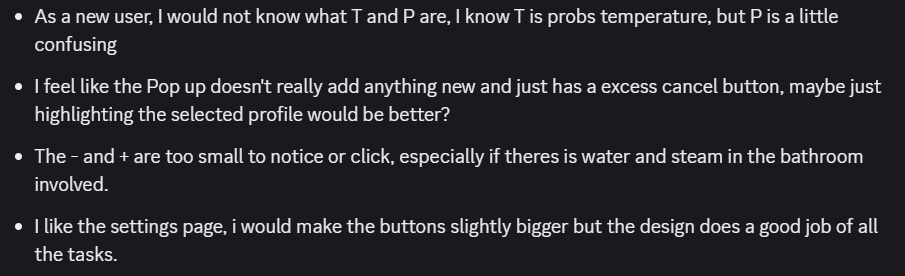 • As a new user, I would not know what T and P are, I know T is probs temperature, but P is a little
confusing
• I feel like the Pop up doesn't really add anything new and just has a excess cancel button, maybe just
highlighting the selected profile would be better?
• The - and + are too small to notice or click, especially if theres is water and steam in the bathroom
involved.
• I like the settings page, i would make the buttons slightly bigger but the design does a good job of all
the tasks.